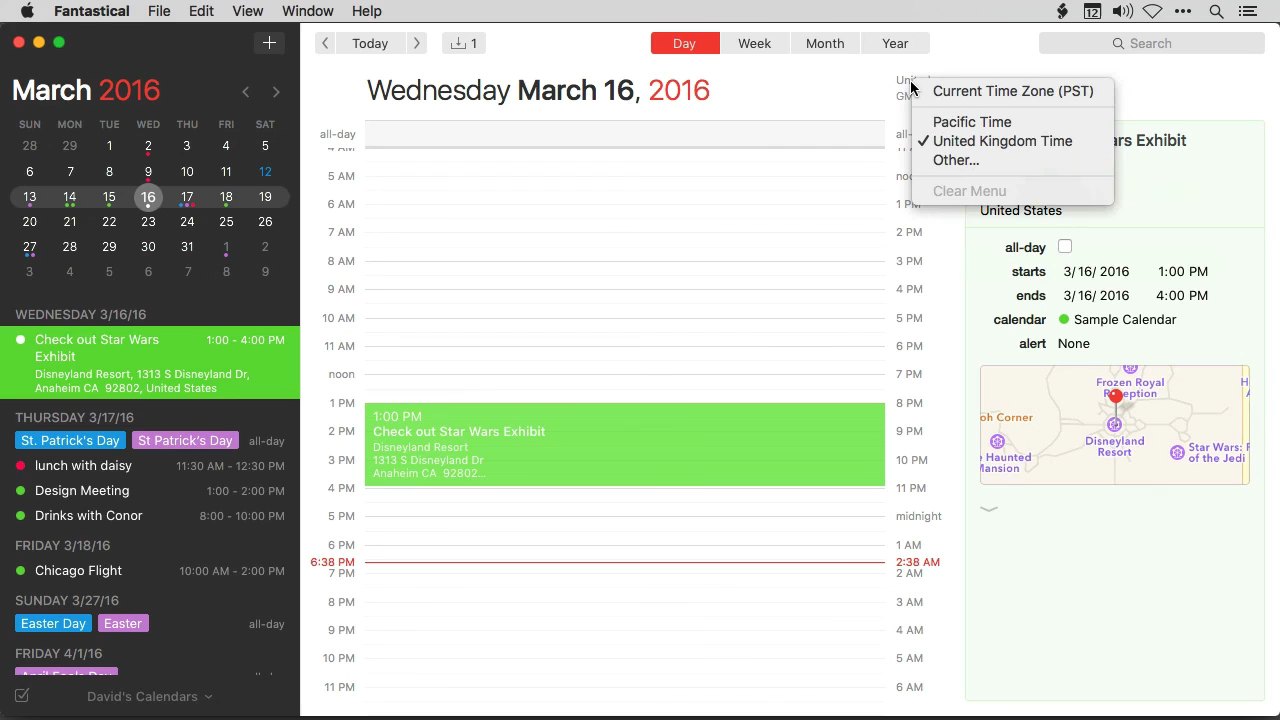 Fantastical File Edit View Window Help
12
Today
1
Day Week Month Year
Search
March 2016
SUN MON TUE WED THU FRI SAT
28 29 1 2 3 4 5
6 7 8 9 10 11 12
13 14 15 16 17 18 19
20 21 22 23 24 25 26
27 28 29 30 31 1 2
3 4 5 6 7 8 9
WEDNESDAY 3/16/16
Check out Star Wars 1:00 - 4:00 PM
Exhibit
Disneyland Resort, 1313 S Disneyland Dr,
Anaheim CA 92802, United States
THURSDAY 3/17/16
St. Patrick's Day St Patrick's Day all-day
lunch with daisy 11:30 AM - 12:30 PM
Design Meeting 1:00 - 2:00 PM
Drinks with Conor 8:00 - 10:00 PM
FRIDAY 3/18/16
Chicago Flight 10:00 AM - 2:00 PM
SUNDAY 3/27/16
Easter Day Easter all-day
FRIDAY 4/1/16
April Fool's Day
David's Calendars
Wednesday March 16, 2016
all-day
4 AM
5 AM
6 AM
7 AM
8 AM
9 AM
10 AM
11 AM
noon
1 PM
2 PM
3 PM
4 PM
5 PM
6 PM
6:38 PM
7 PM
8 PM
9 PM
10 PM
11 PM
1:00 PM
Check out Star Wars Exhibit
Disneyland Resort
1313 S Disneyland Dr
Anaheim CA 92802...
all-
1 PM
2 PM
3 PM
4 PM
5 PM
6 PM
7 PM
8 PM
9 PM
10 PM
11 PM
midnight
1 AM
2:38 AM
2 AM
3 AM
4 AM
5 AM
6 AM
Current Time Zone (PST)
Pacific Time
✓ United Kingdom Time
Other...
Clear Menu
ars Exhibit
United States
all-day
starts 3/16/2016 1:00 PM
ends 3/16/2016 4:00 PM
calendar Sample Calendar
alert None
Frozen Royal
Reception
oh Corner
Disneyland
Resort
Haunted
Mansion
Star Wars:
of the Jedi